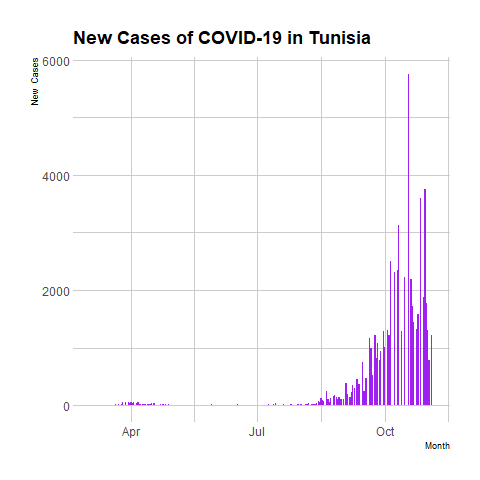 New Cases of COVID-19 in Tunisia
New Cases
6000
4000
2000
0
Apr Jul Oct
Month